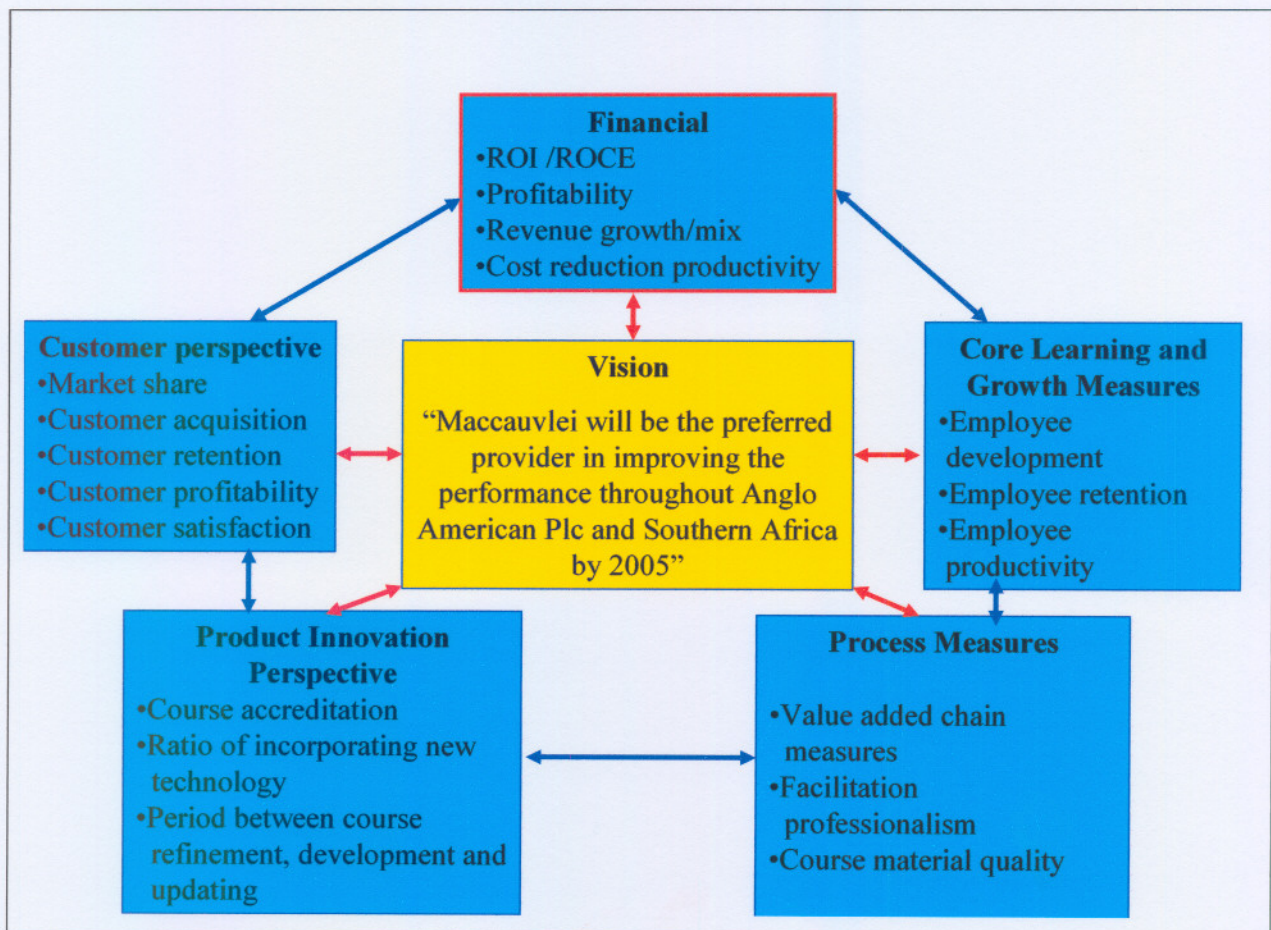 Financial
•ROI /ROCE
•Profitability
•Revenue growth/mix
•Cost reduction productivity
Customer perspective
•Market share
•Customer acquisition
•Customer retention
•Customer profitability
•Customer satisfaction
Vision
“Maccauvlei will be the preferred
provider in improving the
performance throughout Anglo
American Plc and Southern Africa
by 2005”
Core Learning and
Growth Measures
•Employee
development
•Employee retention
•Employee
productivity
Product Innovation
Perspective
•Course accreditation
•Ratio of incorporating new
technology
•Period between course
refinement, development and
updating
Process Measures
•Value added chain
measures
•Facilitation
professionalism
•Course material quality